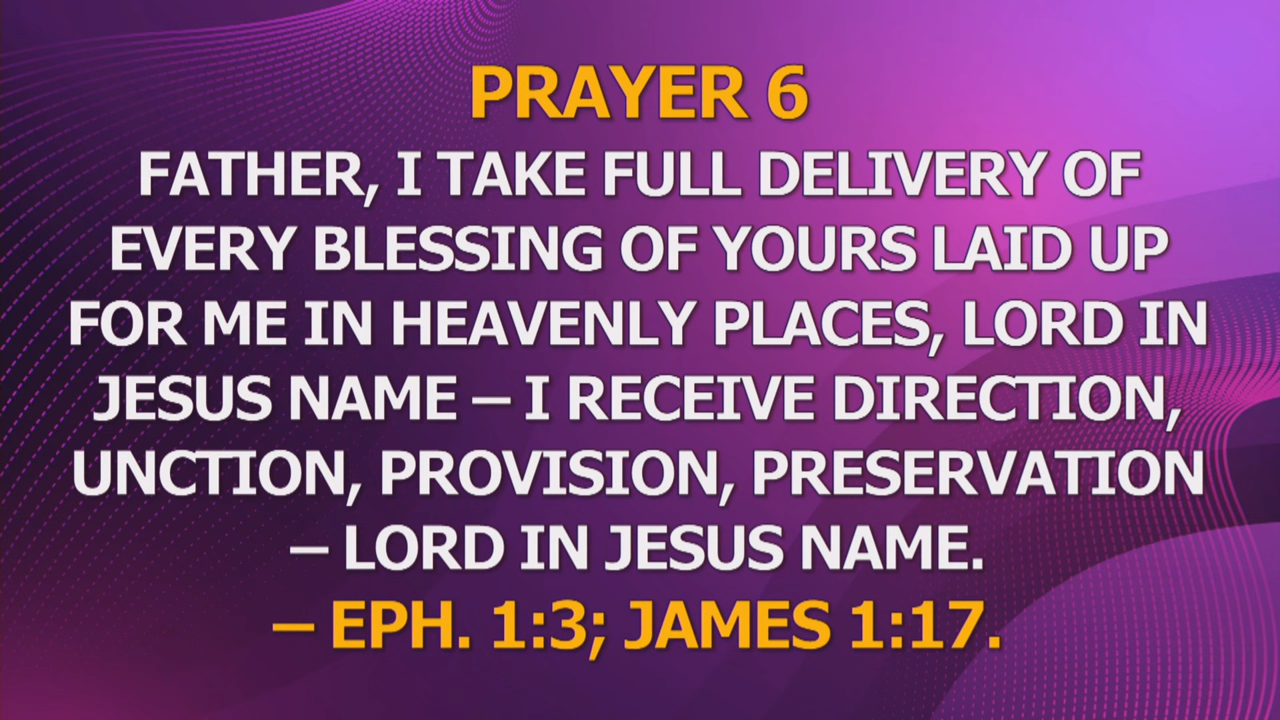 PRAYER 6
FATHER, I TAKE FULL DELIVERY OF
EVERY BLESSING OF YOURS LAID UP
FOR ME IN HEAVENLY PLACES, LORD IN
JESUS NAME – I RECEIVE DIRECTION,
UNCTION, PROVISION, PRESERVATION
– LORD IN JESUS NAME.
– EPH. 1:3; JAMES 1:17.